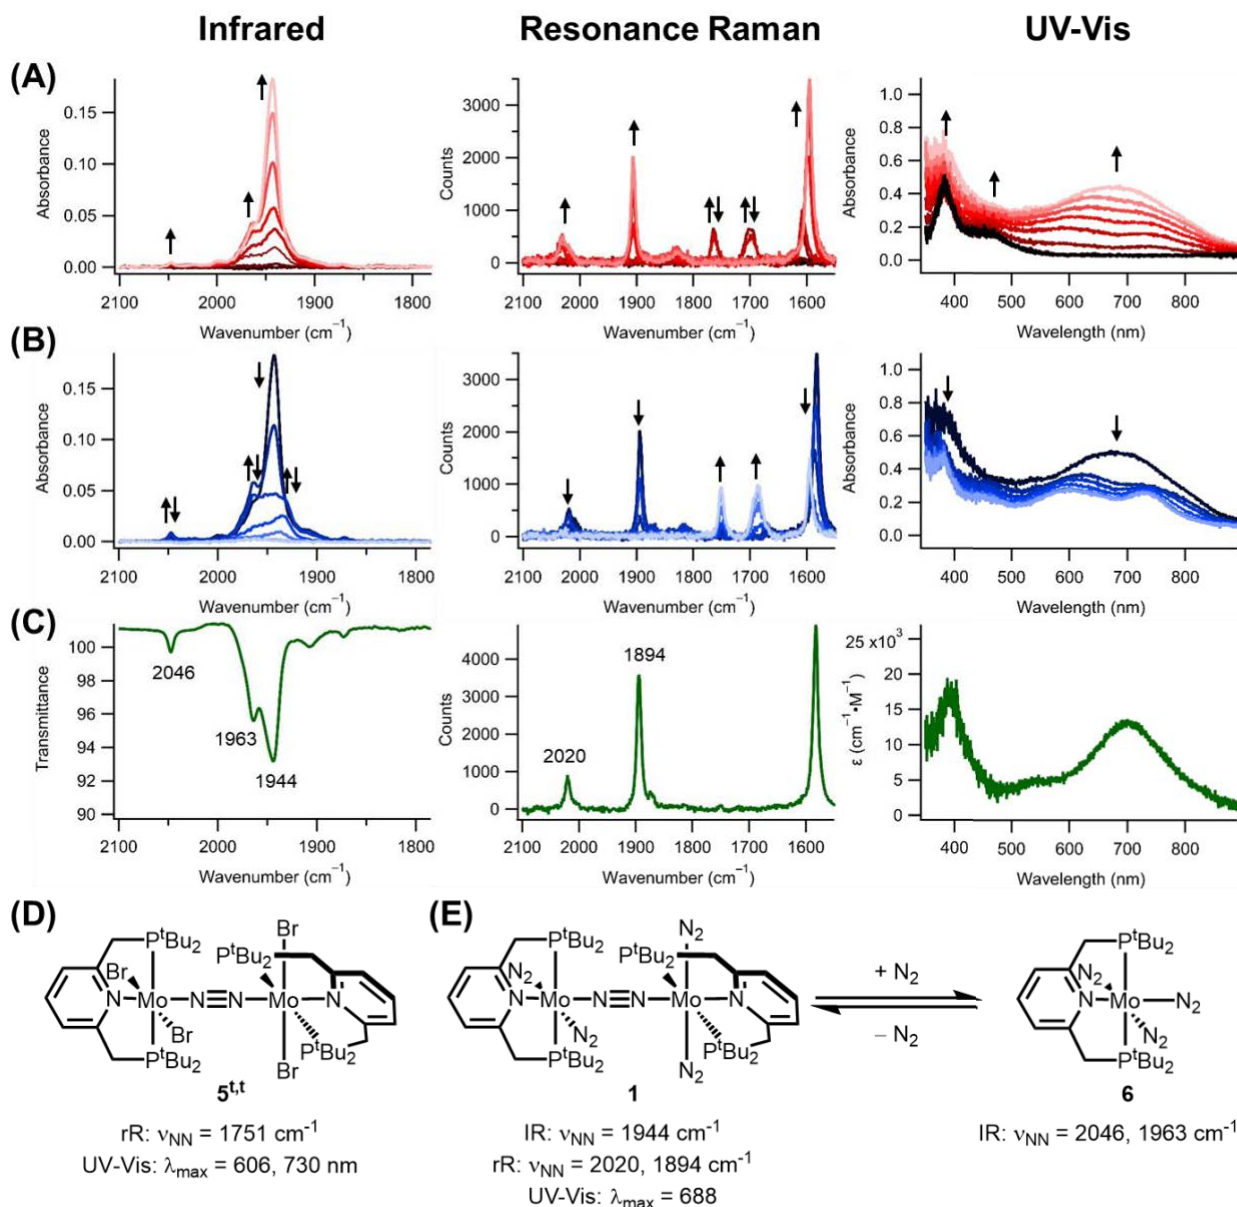 Infrared
Resonance Raman
UV-Vis
(A)
0.15
0.10
0.05
0.00
Absorbance
2100
2000
1900
1800
Wavenumber (cm⁻¹)
3000
2000
1000
0
Counts
2100
2000
1900
1800
1700
1600
Wavenumber (cm⁻¹)
1.0
0.8
0.6
0.4
0.2
0.0
Absorbance
400
500
600
700
800
Wavelength (nm)
(B)
0.15
0.10
0.05
0.00
Absorbance
2100
2000
1900
1800
Wavenumber (cm⁻¹)
3000
2000
1000
0
Counts
2100
2000
1900
1800
1700
1600
Wavenumber (cm⁻¹)
1.0
0.8
0.6
0.4
0.2
0.0
Absorbance
400
500
600
700
800
Wavelength (nm)
(C)
100
98
96
94
92
90
Transmittance
2046
1963
1944
2100
2000
1900
1800
Wavenumber (cm⁻¹)
4000
3000
2000
1000
0
Counts
2020
1894
2100
2000
1900
1800
1700
1600
Wavenumber (cm⁻¹)
25 x10³
20
15
10
5
0
ε (cm⁻¹•M⁻¹)
400
500
600
700
800
Wavelength (nm)
(D)
PᵗBu₂
Br
PᵗBu₂
Br
N
Mo
N
N
Mo
N
Br
PᵗBu₂
Br
PᵗBu₂
5ᵗ,ᵗ
rR: νNN = 1751 cm⁻¹
UV-Vis: λmax = 606, 730 nm
(E)
PᵗBu₂
N₂
PᵗBu₂
N₂
N
Mo
N
N
Mo
N
N₂
PᵗBu₂
N₂
PᵗBu₂
1
IR: νNN = 1944 cm⁻¹
rR: νNN = 2020, 1894 cm⁻¹
UV-Vis: λmax = 688
+ N₂
− N₂
PᵗBu₂
N₂
N
Mo
N₂
N₂
PᵗBu₂
6
IR: νNN = 2046, 1963 cm⁻¹